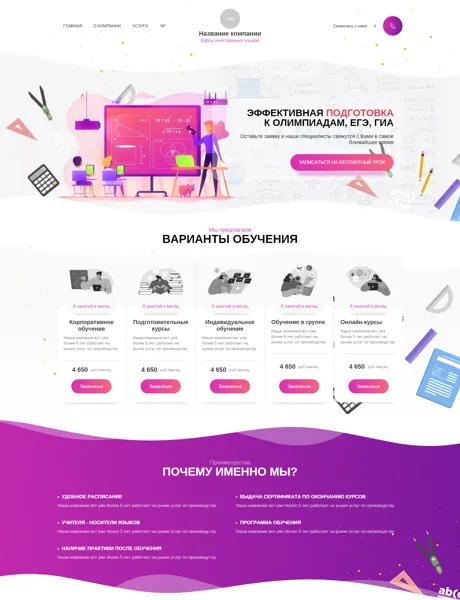 ГЛАВНАЯ
О КОМПАНИИ
УСЛУГИ
Название компании
Курсы иностранных языков
Свяжитесь с нами
ЭФФЕКТИВНАЯ ПОДГОТОВКА
К ОЛИМПИАДАМ, ЕГЭ, ГИА
Оставьте заявку и наши специалисты свяжутся с Вами в самое
ближайшее время
ЗАПИСАТЬСЯ НА БЕСПЛАТНЫЙ УРОК
Мы предлагаем
ВАРИАНТЫ ОБУЧЕНИЯ
8 занятий в месяц
Корпоративное
обучение
Наша компания вот уже
более 5 лет работает на
рынке услуг по производству
4 650 руб./месяц
Записаться
8 занятий в месяц
Подготовительные
курсы
Наша компания вот уже
более 5 лет работает на
рынке услуг по производству
4 650 руб./месяц
Записаться
8 занятий в месяц
Индивидуальное
обучение
Наша компания вот уже
более 5 лет работает на
рынке услуг по производству
4 650 руб./месяц
Записаться
8 занятий в месяц
Обучение в группе
Наша компания вот уже
более 5 лет работает на
рынке услуг по производству
4 650 руб./месяц
Записаться
8 занятий в месяц
Онлайн-курсы
Наша компания вот уже
более 5 лет работает на
рынке услуг по производству
4 650 руб./месяц
Записаться
Преимущества
ПОЧЕМУ ИМЕННО МЫ?
• УДОБНОЕ РАСПИСАНИЕ
Наша компания вот уже более 5 лет работает на рынке услуг по производству
• УЧИТЕЛЯ - НОСИТЕЛИ ЯЗЫКОВ
Наша компания вот уже более 5 лет работает на рынке услуг по производству
• НАЛИЧИЕ ПРАКТИКИ ПОСЛЕ ОБУЧЕНИЯ
Наша компания вот уже более 5 лет работает на рынке услуг по производству
• ВЫДАЧА СЕРТИФИКАТА ПО ОКОНЧАНИЮ КУРСОВ
Наша компания вот уже более 5 лет работает на рынке услуг по производству
• ПРОГРАММА ОБУЧЕНИЯ
Наша компания вот уже более 5 лет работает на рынке услуг по производству